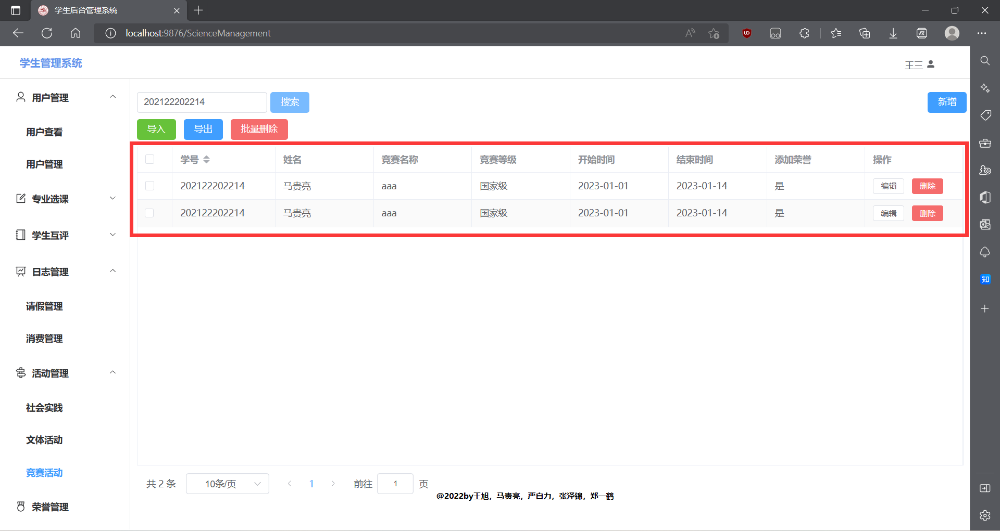 学生后台管理系统
localhost:9876/ScienceManagement
学生管理系统
王三
用户管理
用户查看
用户管理
专业选课
学生互评
日志管理
请假管理
消费管理
活动管理
社会实践
文体活动
竞赛活动
荣誉管理
202122202214 搜索 新增
导入 导出 批量删除
学号 姓名 竞赛名称 竞赛等级 开始时间 结束时间 添加荣誉 操作
202122202214 马贵亮 aaa 国家级 2023-01-01 2023-01-14 是 编辑 删除
202122202214 马贵亮 aaa 国家级 2023-01-01 2023-01-14 是 编辑 删除
共 2 条 10条/页 1 前往 1 页
@2022by王旭，马贵亮，严自力，张泽锦，郑一鹤
知